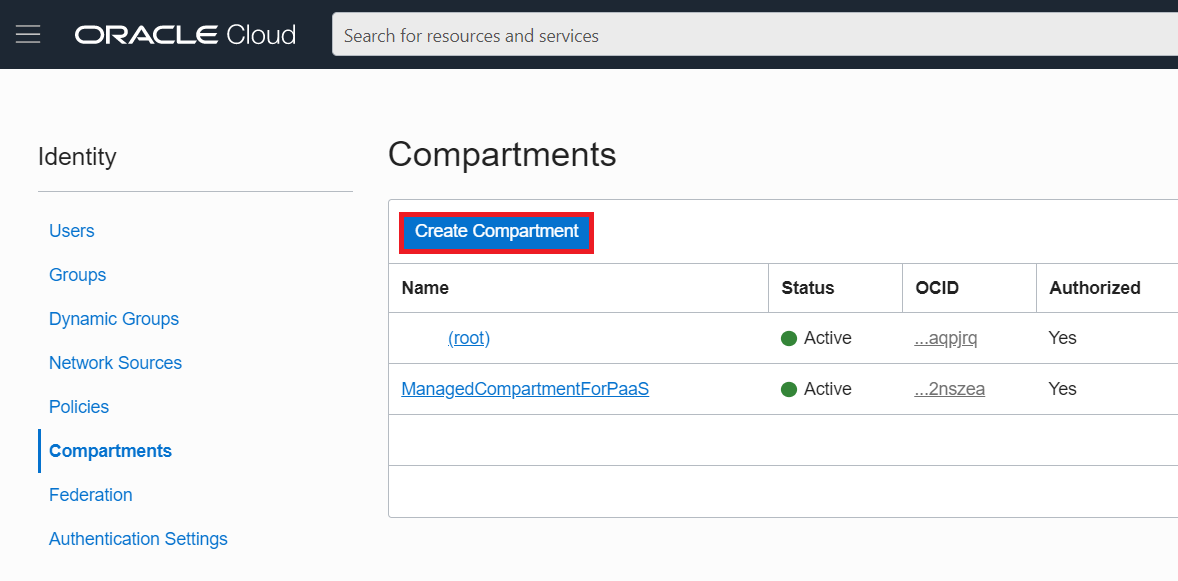 ORACLE Cloud
Search for resources and services
Identity
Users
Groups
Dynamic Groups
Network Sources
Policies
Compartments
Federation
Authentication Settings
Compartments
Create Compartment
Name Status OCID Authorized
(root) Active ...aqpjrq Yes
ManagedCompartmentForPaaS Active ...2nszea Yes